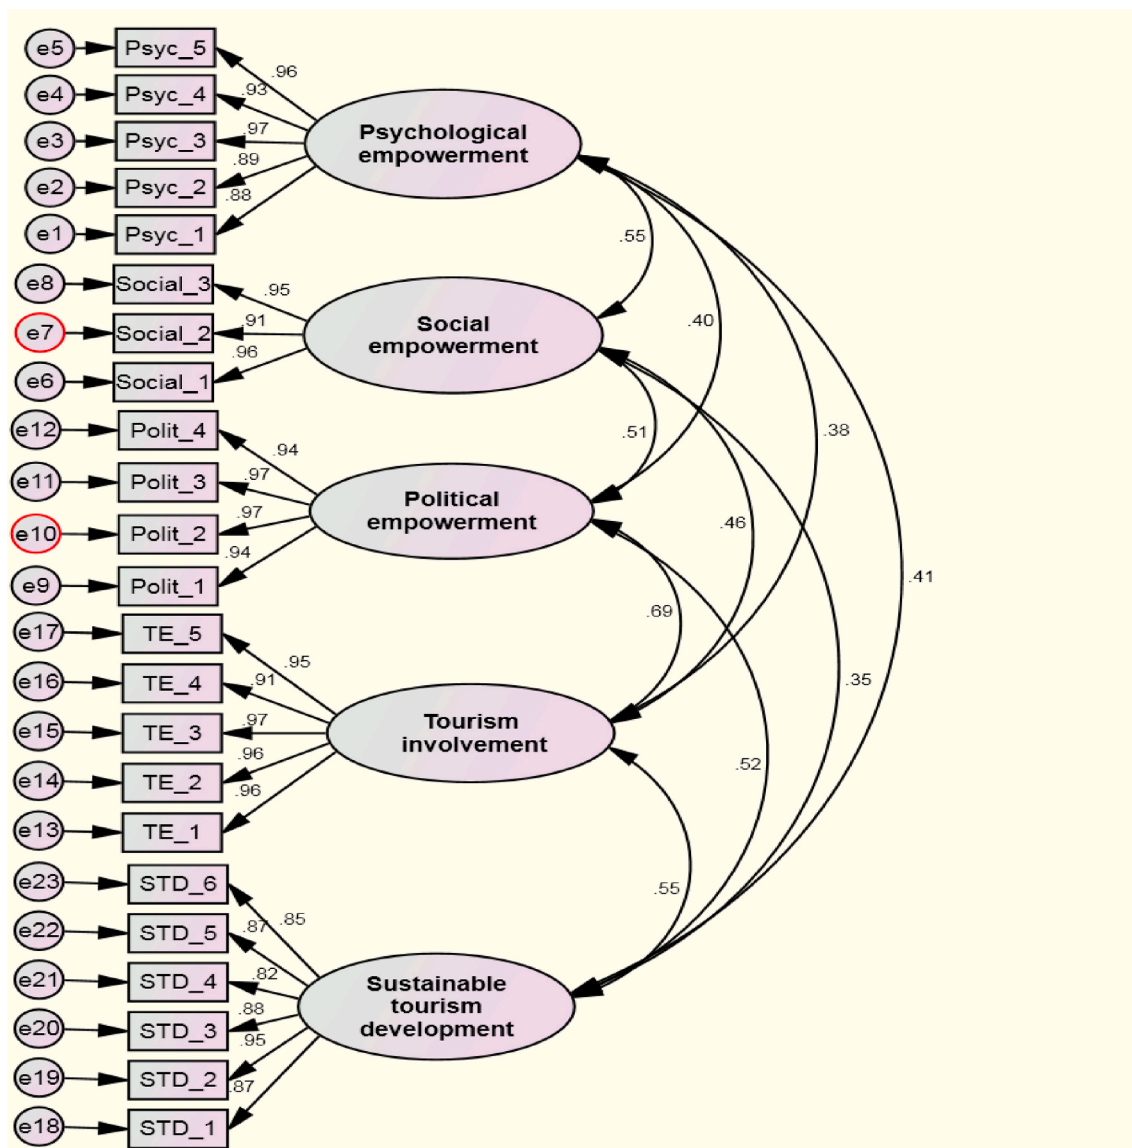 e5 Psyc_5 .96
e4 Psyc_4 .93
e3 Psyc_3 .97
e2 Psyc_2 .89
e1 Psyc_1 .88
Psychological
empowerment
e8 Social_3 .95
e7 Social_2 .91
e6 Social_1 .96
Social
empowerment
e12 Polit_4 .94
e11 Polit_3 .97
e10 Polit_2 .97
e9 Polit_1 .94
Political
empowerment
e17 TE_5 .95
e16 TE_4 .91
e15 TE_3 .97
e14 TE_2 .96
e13 TE_1 .96
Tourism
involvement
e23 STD_6 .85
e22 STD_5 .87
e21 STD_4 .82
e20 STD_3 .88
e19 STD_2 .95
e18 STD_1 .87
Sustainable
tourism
development
.55
.40
.51
.38
.46
.41
.69
.35
.52
.55